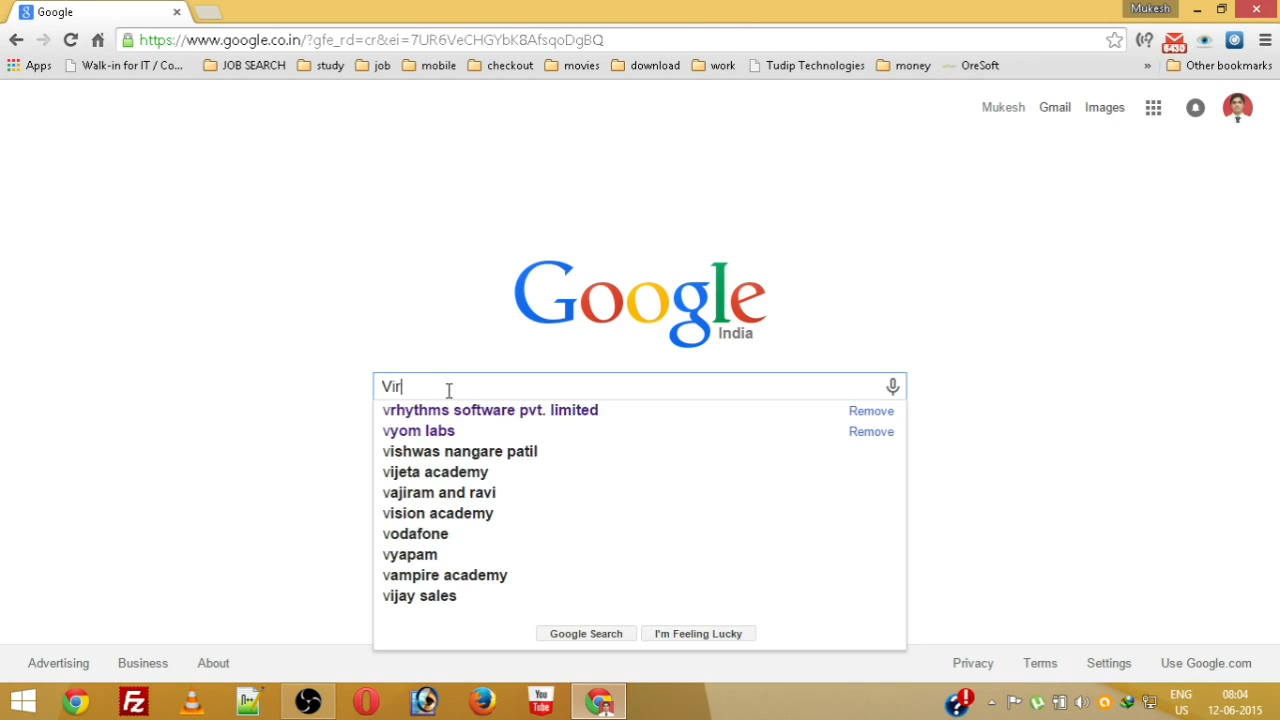 Google
Mukesh
https://www.google.co.in/?gfe_rd=cr&ei=7UR6VeCHGYbK8AfsqoDgBQ
6430
Apps Walk-in for IT / Co... JOB SEARCH study job mobile checkout movies download work Tudip Technologies money OreSoft » Other bookmarks
Mukesh Gmail Images
Google
India
Vir
vrhythms software pvt. limited Remove
vyom labs Remove
vishwas nangare patil
vijeta academy
vajiram and ravi
vision academy
vodafone
vyapam
vampire academy
vijay sales
Google Search I'm Feeling Lucky
Advertising Business About Privacy Terms Settings Use Google.com
You
Tube
ENG 08:04
US 12-06-2015